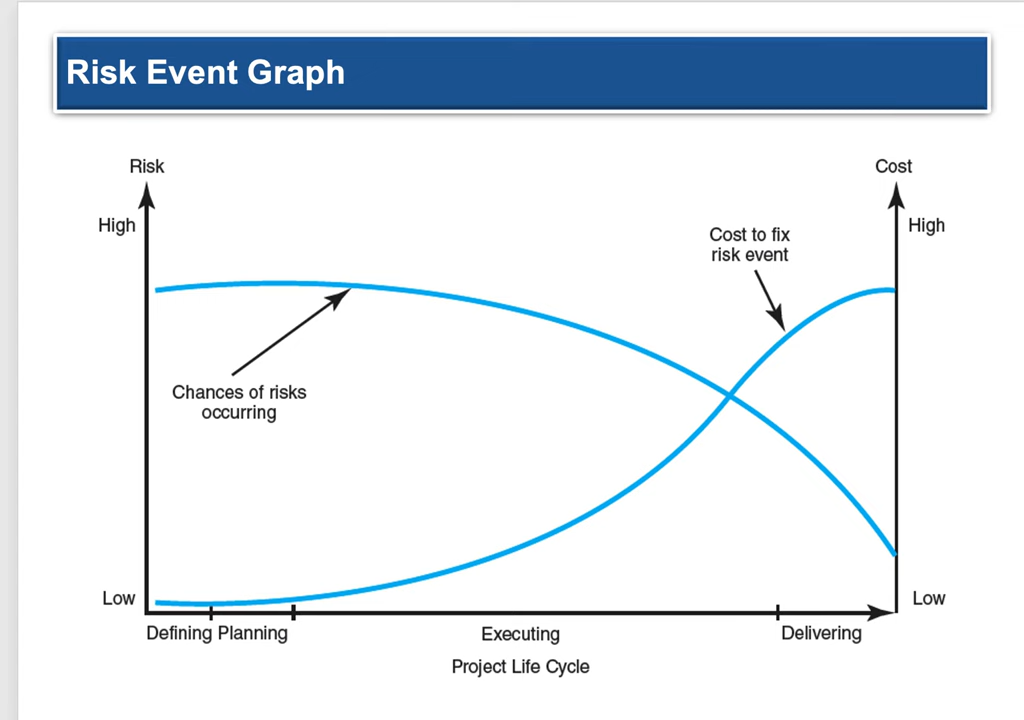 Risk Event Graph
Risk
Cost
High
High
Cost to fix
risk event
Chances of risks
occurring
Low
Low
Defining Planning
Executing
Delivering
Project Life Cycle